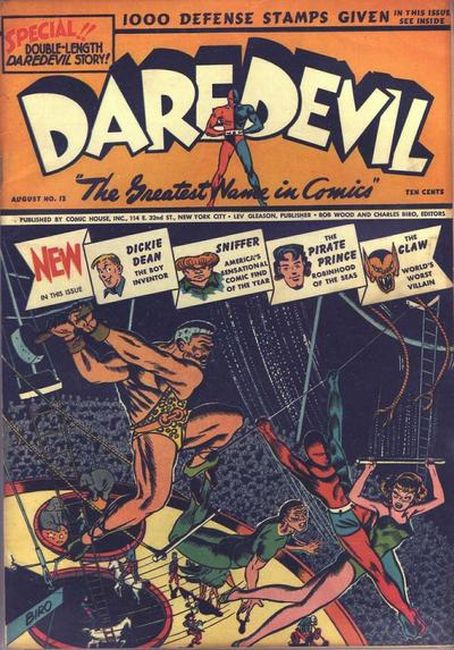 1000 DEFENSE STAMPS GIVEN IN THIS ISSUE
SEE INSIDE
SPECIAL!!
DOUBLE-LENGTH
DAREDEVIL STORY!
DAREDEVIL
AUGUST NO. 12
"The Greatest Name in Comics"
TEN CENTS
PUBLISHED BY COMIC HOUSE, INC., 114 E. 32nd ST., NEW YORK CITY • LEV GLEASON, PUBLISHER • BOB WOOD AND CHARLES BIRO, EDITORS
NEW
IN THIS ISSUE
DICKIE
DEAN
THE BOY
INVENTOR
SNIFFER
AMERICA'S
SENSATIONAL
COMIC FIND
OF THE YEAR
THE
PIRATE
PRINCE
ROBINHOOD
OF THE SEAS
THE
CLAW
WORLD'S
WORST
VILLAIN
BIRO